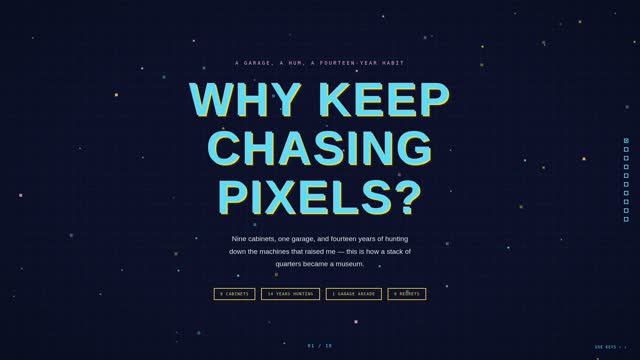 A GARAGE, A HUM, A FOURTEEN-YEAR HABIT
WHY KEEP
CHASING
PIXELS?
Nine cabinets, one garage, and fourteen years of hunting
down the machines that raised me — this is how a stack of
quarters became a museum.
9 CABINETS
14 YEARS HUNTING
1 GARAGE ARCADE
0 REGRETS
01 / 10
USE KEYS